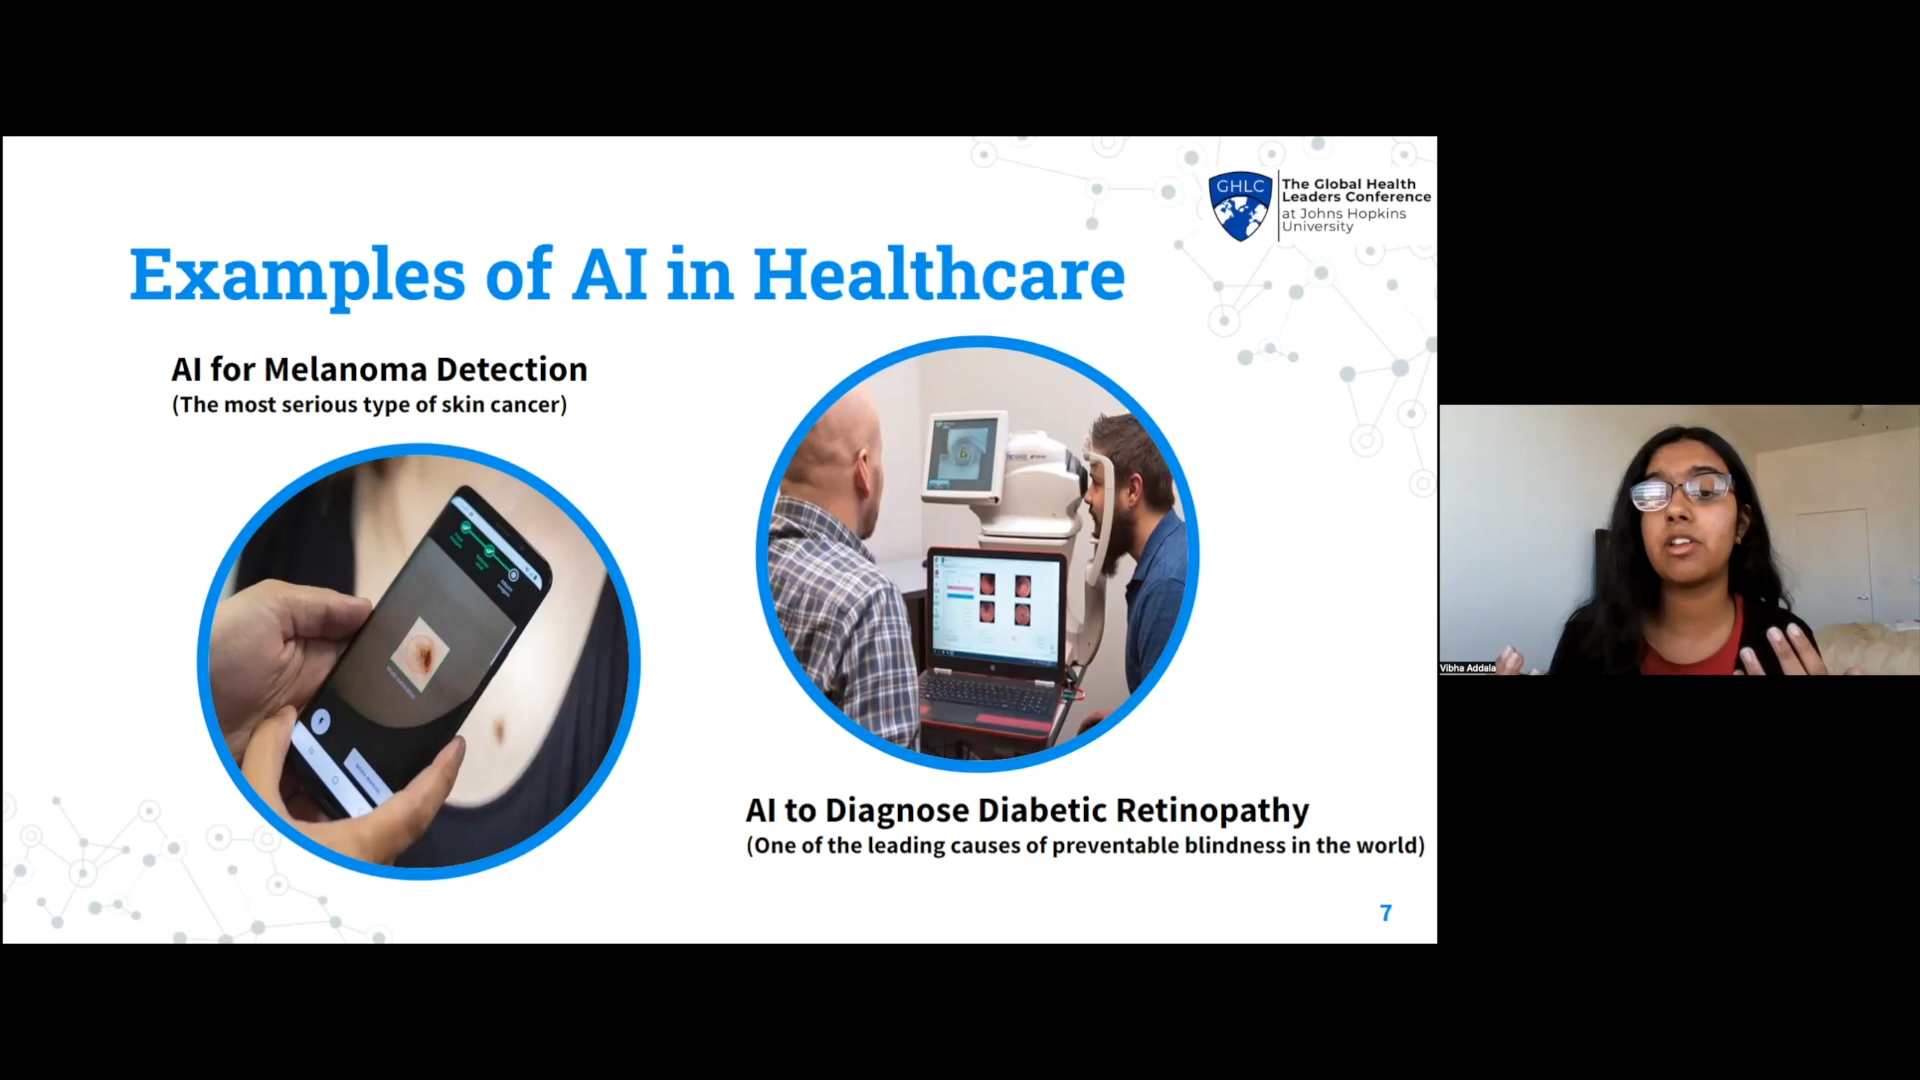 GHLC
The Global Health
Leaders Conference
at Johns Hopkins
University
Examples of AI in Healthcare
AI for Melanoma Detection
(The most serious type of skin cancer)
AI to Diagnose Diabetic Retinopathy
(One of the leading causes of preventable blindness in the world)
7
Vibha Addala